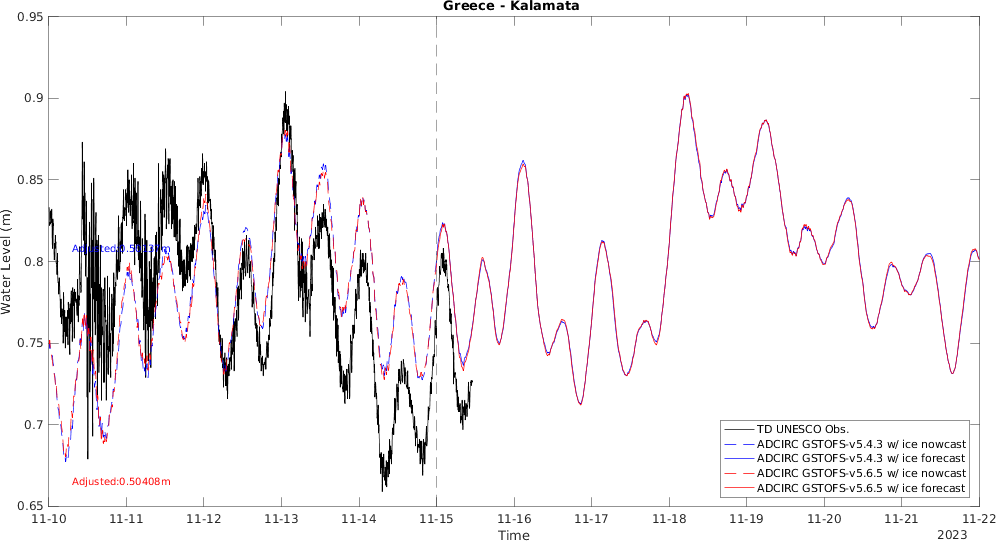 Greece - Kalamata
Water Level (m)
0.95
0.9
0.85
0.8
0.75
0.7
0.65
Adjusted:0.50408m
TD UNESCO Obs.
ADCIRC GSTOFS-v5.4.3 w/ ice nowcast
ADCIRC GSTOFS-v5.4.3 w/ ice forecast
ADCIRC GSTOFS-v5.6.5 w/ ice nowcast
ADCIRC GSTOFS-v5.6.5 w/ ice forecast
11-10 11-11 11-12 11-13 11-14 11-15 11-16 11-17 11-18 11-19 11-20 11-21 11-22
Time
2023